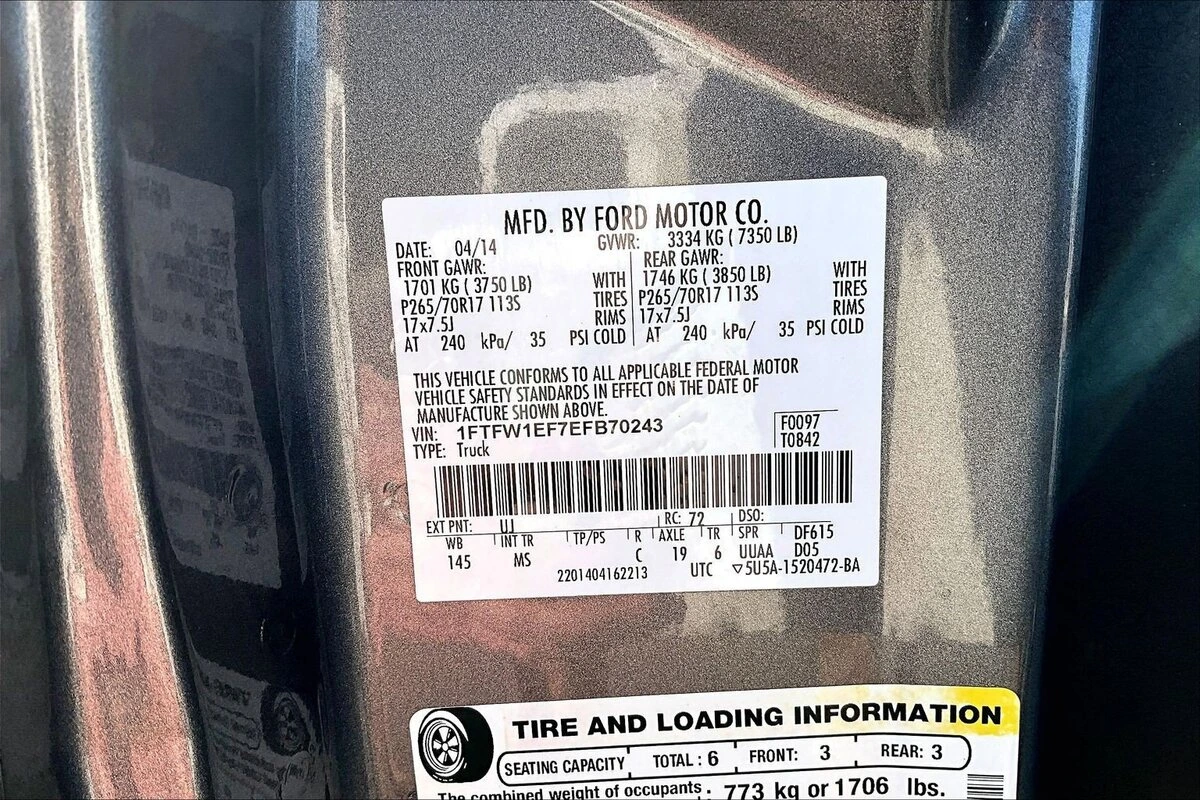 MFD. BY FORD MOTOR CO.
DATE: 04/14 GVWR: 3334 KG ( 7350 LB)
FRONT GAWR: REAR GAWR:
1701 KG ( 3750 LB) WITH 1746 KG ( 3850 LB) WITH
P265/70R17 113S TIRES P265/70R17 113S TIRES
17x7.5J RIMS 17x7.5J RIMS
AT 240 kPa/ 35 PSI COLD AT 240 kPa/ 35 PSI COLD
THIS VEHICLE CONFORMS TO ALL APPLICABLE FEDERAL MOTOR
VEHICLE SAFETY STANDARDS IN EFFECT ON THE DATE OF
MANUFACTURE SHOWN ABOVE.
VIN: 1FTFW1EF7EFB70243 F0097
TYPE: Truck T0842
EXT PNT: UJ RC: 72 DSO:
WB INT TR TP/PS R AXLE TR SPR DF615
145 MS C 19 6 UUAA D05
2201404162213 UTC ▽5U5A-1520472-BA
TIRE AND LOADING INFORMATION
SEATING CAPACITY TOTAL : 6 FRONT: 3 REAR: 3
The combined weight of occupants : 773 kg or 1706 lbs.